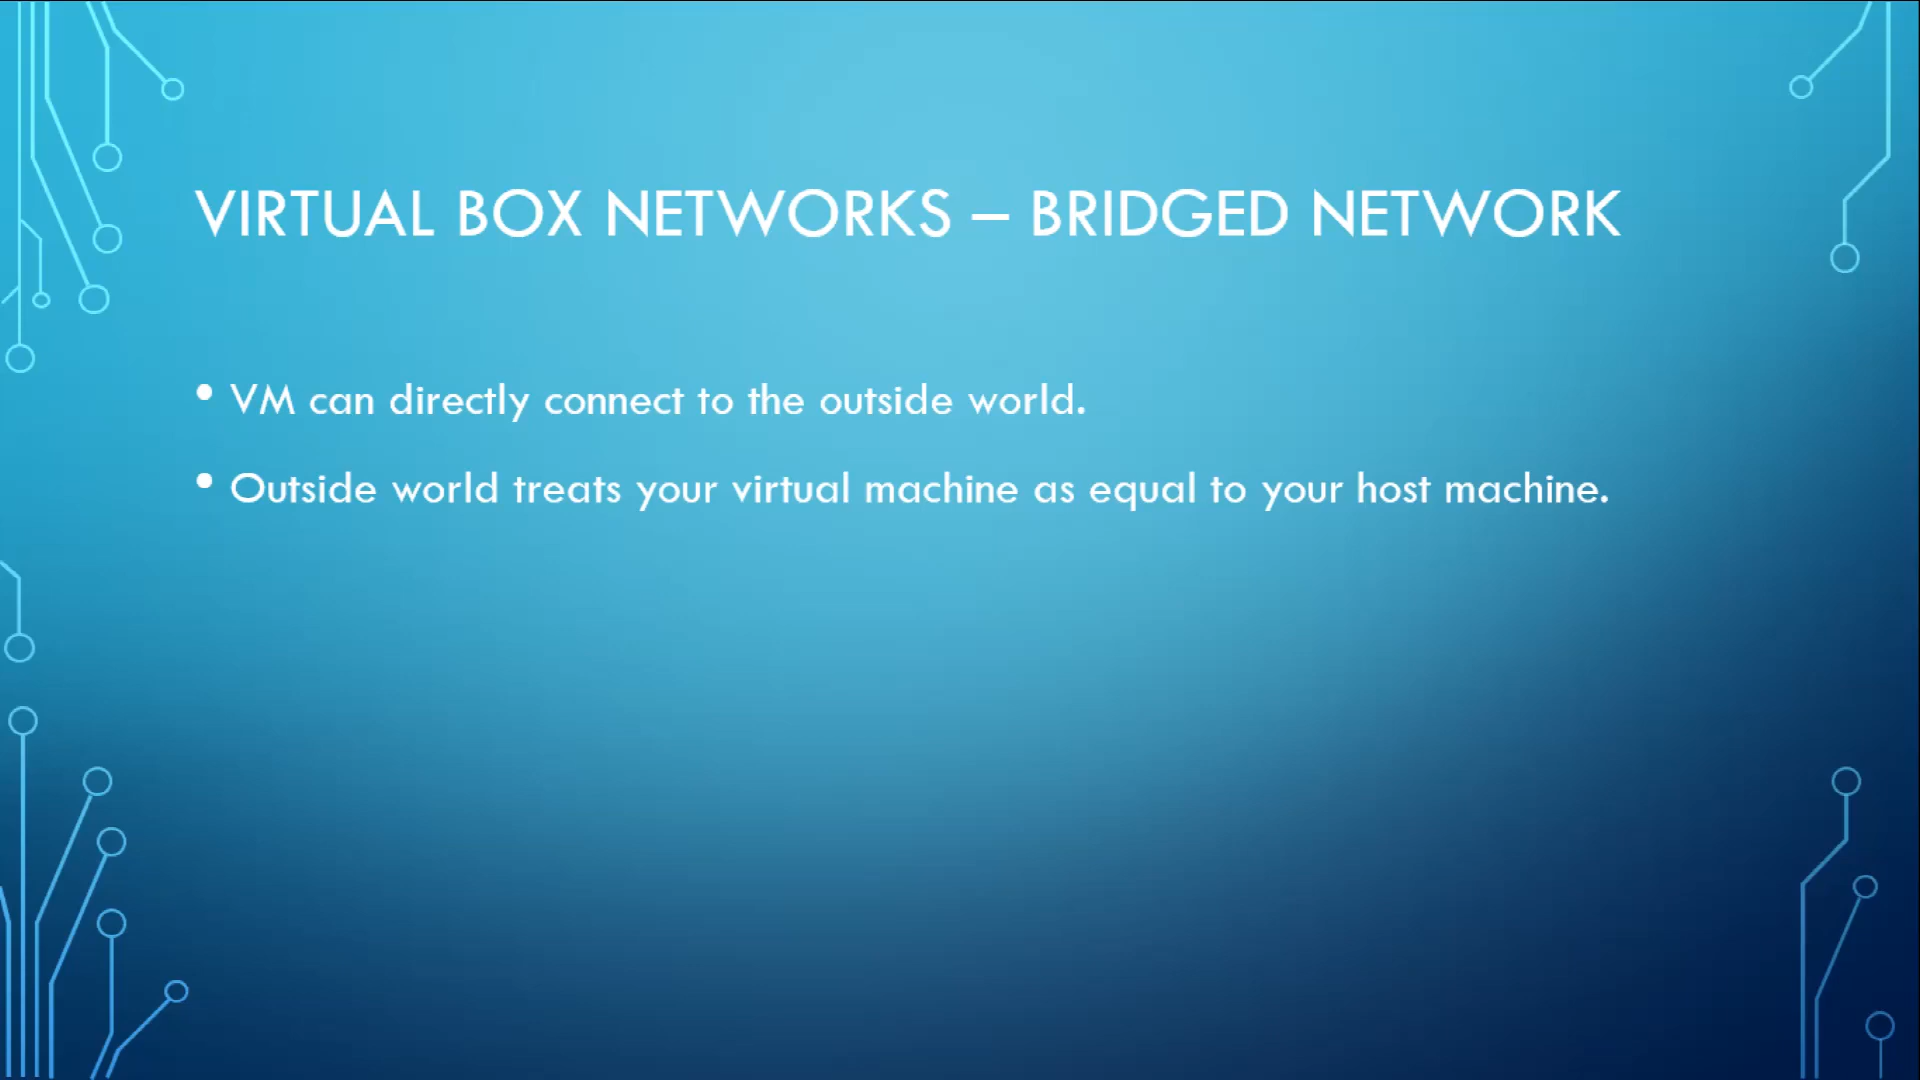 VIRTUAL BOX NETWORKS – BRIDGED NETWORK
• VM can directly connect to the outside world.
• Outside world treats your virtual machine as equal to your host machine.